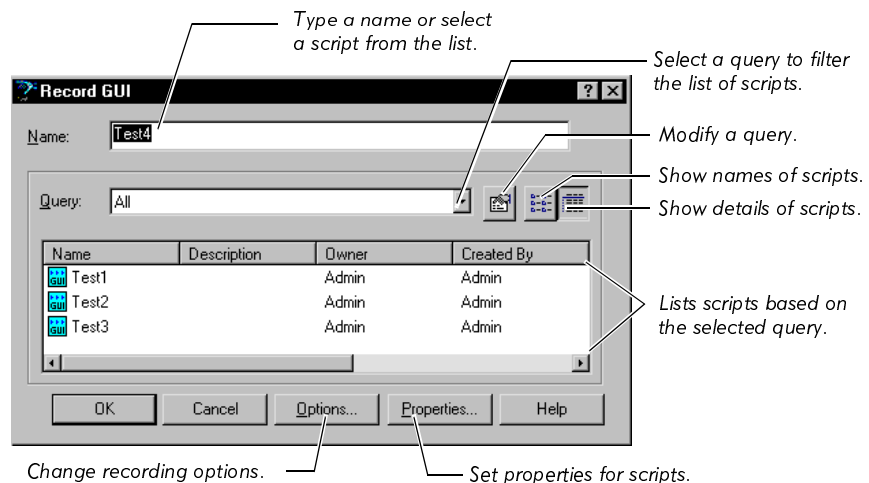 Type a name or select
a script from the list.
Select a query to filter
the list of scripts.
Record GUI
Name:
Test4
Modify a query.
Show names of scripts.
Query:
All
Show details of scripts.
Name Description Owner Created By
GUI Test1 Admin Admin
GUI Test2 Admin Admin
GUI Test3 Admin Admin
Lists scripts based on
the selected query.
OK Cancel Options... Properties... Help
Change recording options.
Set properties for scripts.